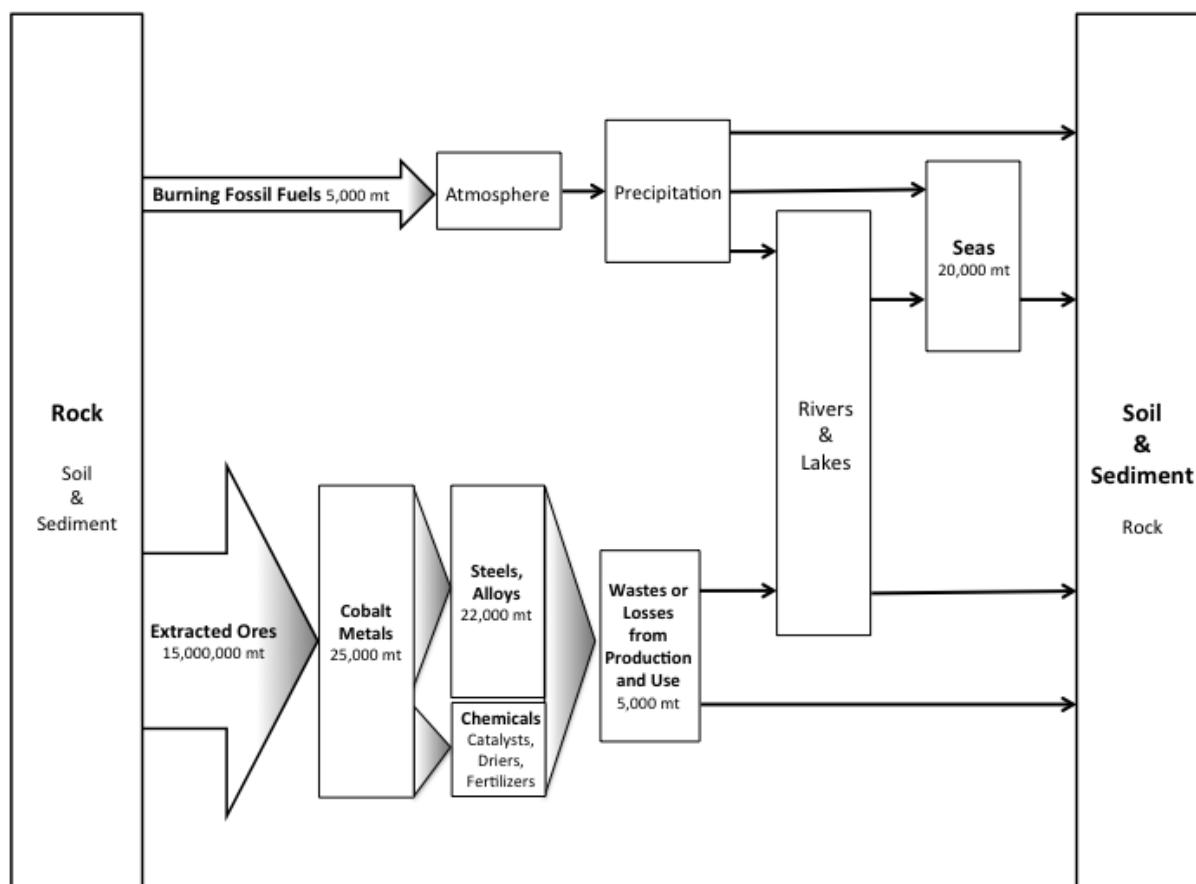 Rock
Soil
&
Sediment
Burning Fossil Fuels 5,000 mt
Atmosphere
Precipitation
Seas
20,000 mt
Rivers
&
Lakes
Extracted Ores
15,000,000 mt
Cobalt
Metals
25,000 mt
Steels,
Alloys
22,000 mt
Chemicals
Catalysts,
Driers,
Fertilizers
Wastes or
Losses
from
Production
and Use
5,000 mt
Soil
&
Sediment
Rock